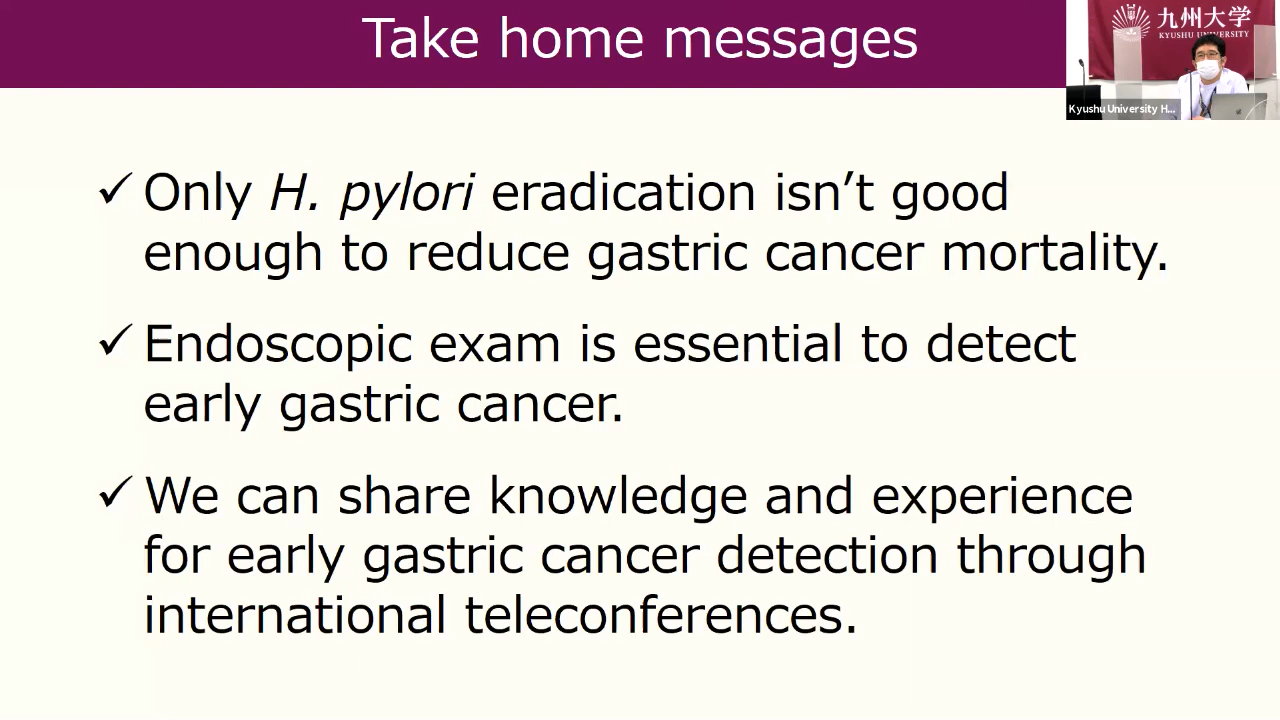 Take home messages
九州大学
KYUSHU UNIVERSITY
Kyushu University H...
✓ Only H. pylori eradication isn’t good
enough to reduce gastric cancer mortality.
✓ Endoscopic exam is essential to detect
early gastric cancer.
✓ We can share knowledge and experience
for early gastric cancer detection through
international teleconferences.